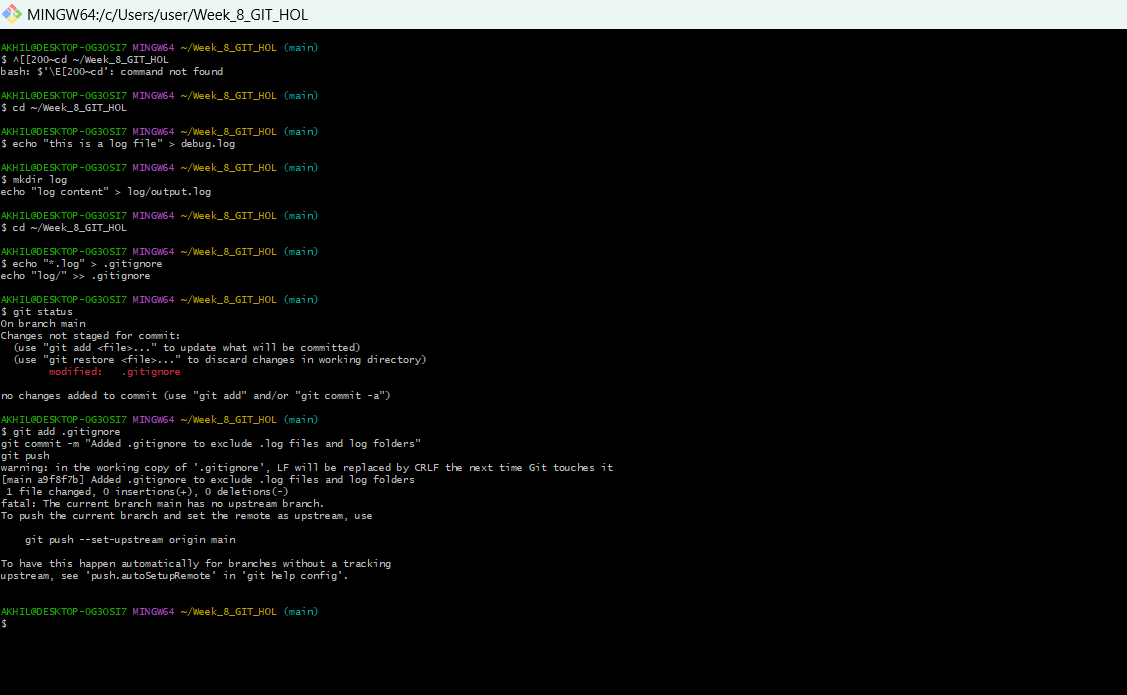 MINGW64:/c/Users/user/Week_8_GIT_HOL
AKHIL@DESKTOP-OG3OSI7 MINGW64 ~/Week_8_GIT_HOL (main)
$ ^[[200~cd ~/Week_8_GIT_HOL
bash: $'\E[200~cd': command not found
AKHIL@DESKTOP-OG3OSI7 MINGW64 ~/Week_8_GIT_HOL (main)
$ cd ~/Week_8_GIT_HOL
AKHIL@DESKTOP-OG3OSI7 MINGW64 ~/Week_8_GIT_HOL (main)
$ echo "this is a log file" > debug.log
AKHIL@DESKTOP-OG3OSI7 MINGW64 ~/Week_8_GIT_HOL (main)
$ mkdir log
echo "log content" > log/output.log
AKHIL@DESKTOP-OG3OSI7 MINGW64 ~/Week_8_GIT_HOL (main)
$ cd ~/Week_8_GIT_HOL
AKHIL@DESKTOP-OG3OSI7 MINGW64 ~/Week_8_GIT_HOL (main)
$ echo "*.log" > .gitignore
echo "log/" >> .gitignore
AKHIL@DESKTOP-OG3OSI7 MINGW64 ~/Week_8_GIT_HOL (main)
$ git status
On branch main
Changes not staged for commit:
  (use "git add <file>..." to update what will be committed)
  (use "git restore <file>..." to discard changes in working directory)
        modified:   .gitignore
no changes added to commit (use "git add" and/or "git commit -a")
AKHIL@DESKTOP-OG3OSI7 MINGW64 ~/Week_8_GIT_HOL (main)
$ git add .gitignore
git commit -m "Added .gitignore to exclude .log files and log folders"
git push
warning: in the working copy of '.gitignore', LF will be replaced by CRLF the next time Git touches it
[main a9f8f7b] Added .gitignore to exclude .log files and log folders
 1 file changed, 0 insertions(+), 0 deletions(-)
fatal: The current branch main has no upstream branch.
To push the current branch and set the remote as upstream, use
    git push --set-upstream origin main
To have this happen automatically for branches without a tracking
upstream, see 'push.autoSetupRemote' in 'git help config'.
AKHIL@DESKTOP-OG3OSI7 MINGW64 ~/Week_8_GIT_HOL (main)
$